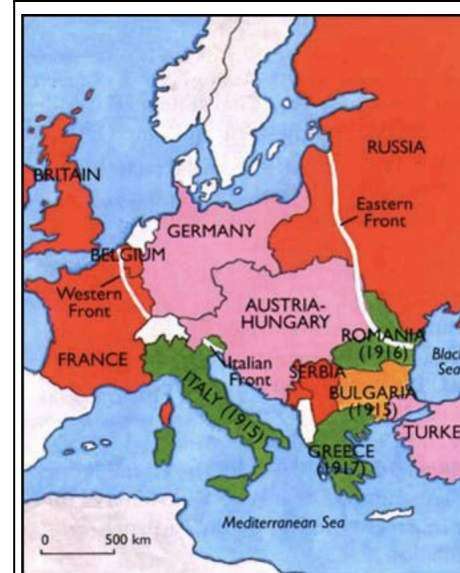 RUSSIA
BRITAIN
Eastern
Front
GERMANY
BELGIUM
Western
Front
AUSTRIA-
HUNGARY
ROMANIA
(1916)
Black
Sea
FRANCE
Italian
Front
SERBIA
ITALY (1915)
BULGARIA
(1915)
TURKE
GREECE
(1917)
Mediterranean Sea
0 500 km